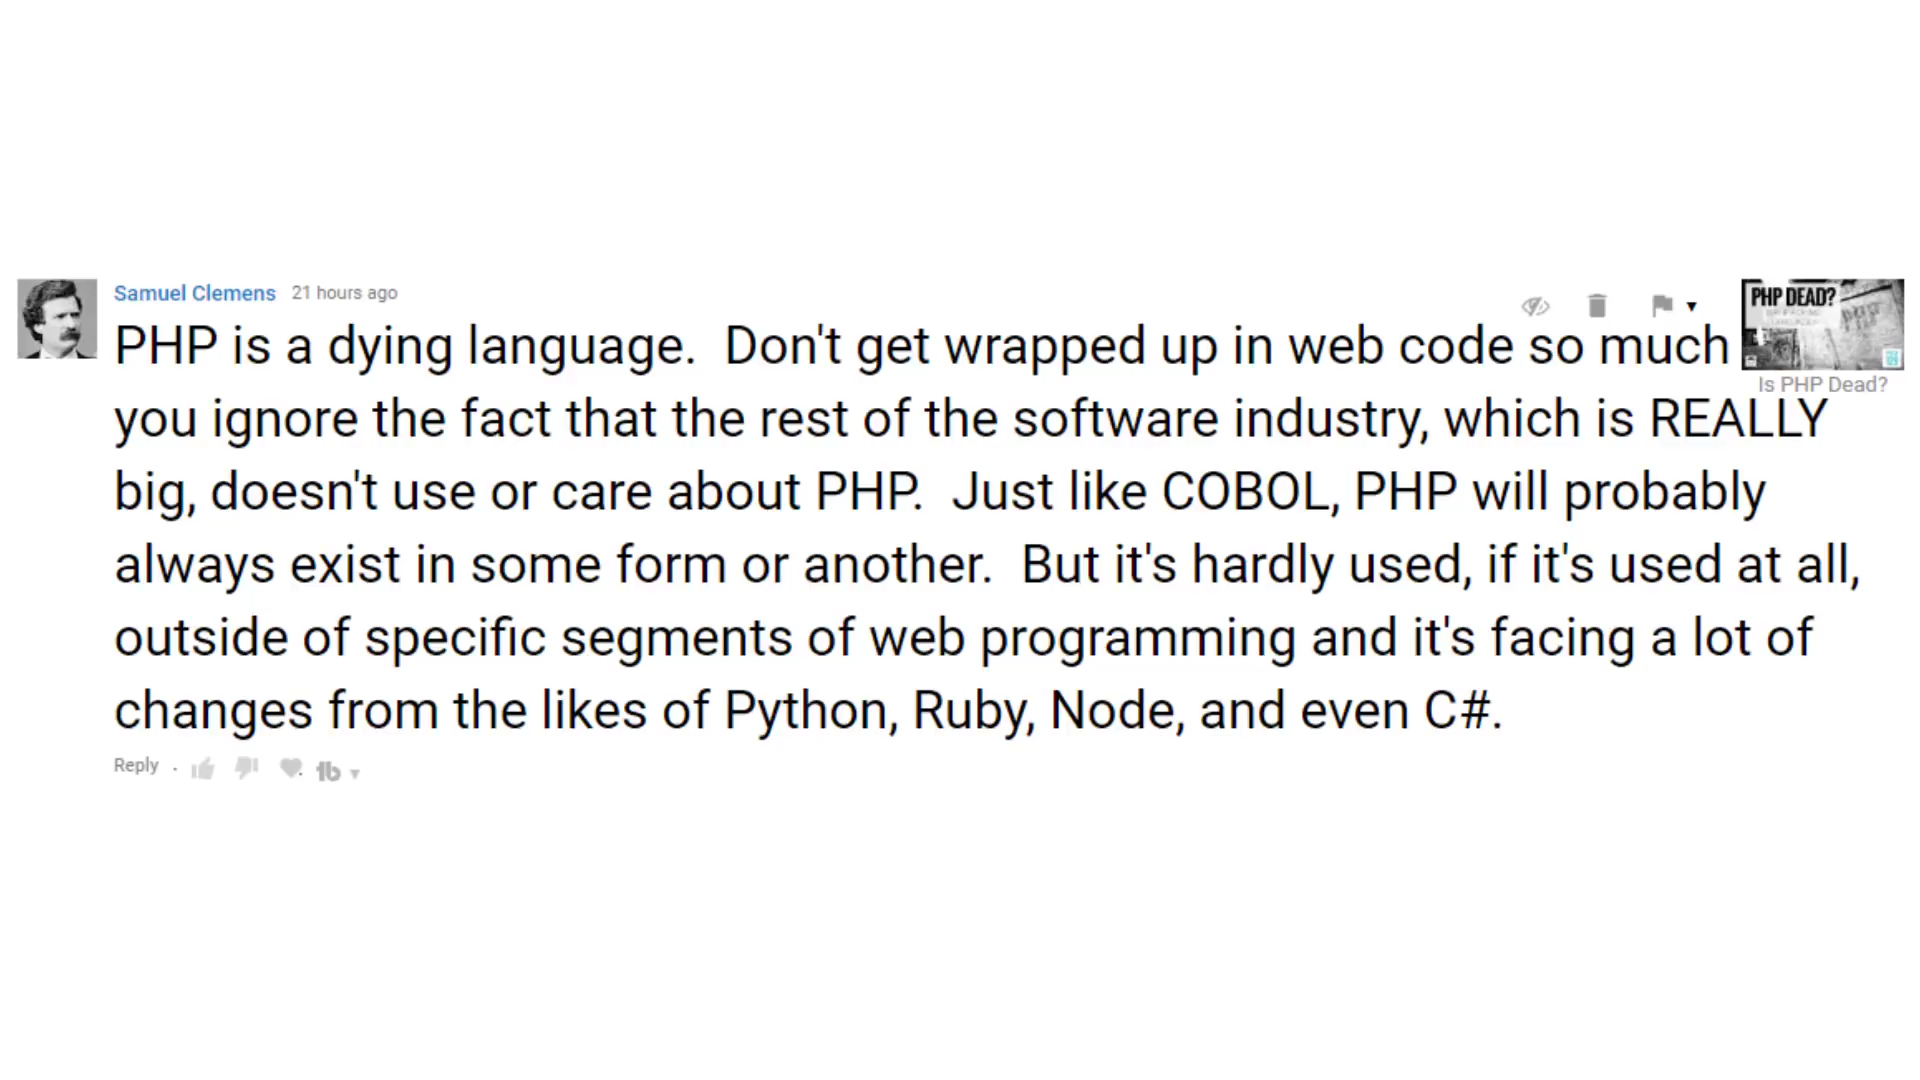 Samuel Clemens 21 hours ago
PHP is a dying language.  Don't get wrapped up in web code so much
you ignore the fact that the rest of the software industry, which is REALLY
big, doesn't use or care about PHP.  Just like COBOL, PHP will probably
always exist in some form or another.  But it's hardly used, if it's used at all,
outside of specific segments of web programming and it's facing a lot of
changes from the likes of Python, Ruby, Node, and even C#.
Reply
PHP DEAD?
Is PHP Dead?